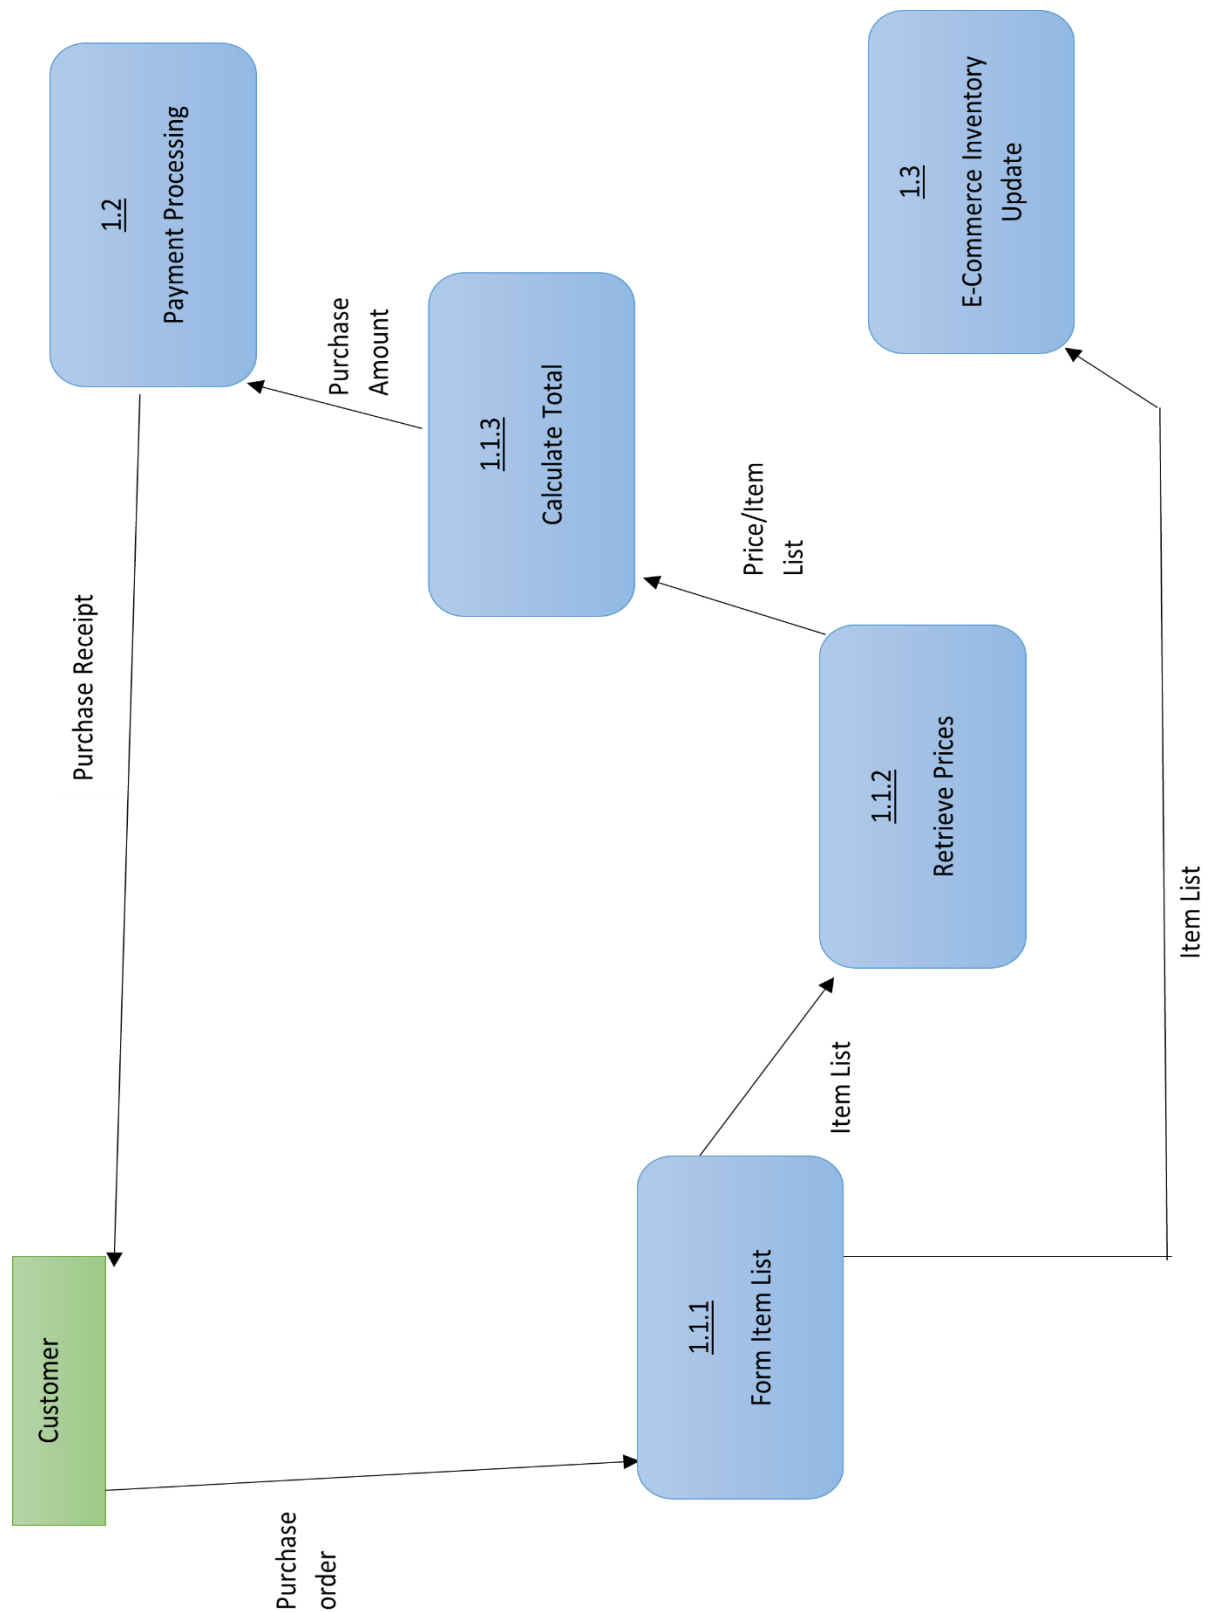 Customer
Purchase Receipt
1.2
Payment Processing
Purchase
order
Purchase
Amount
1.1.3
Calculate Total
1.1.1
Form Item List
Item List
1.1.2
Retrieve Prices
Price/Item
List
1.3
E-Commerce Inventory
Update
Item List